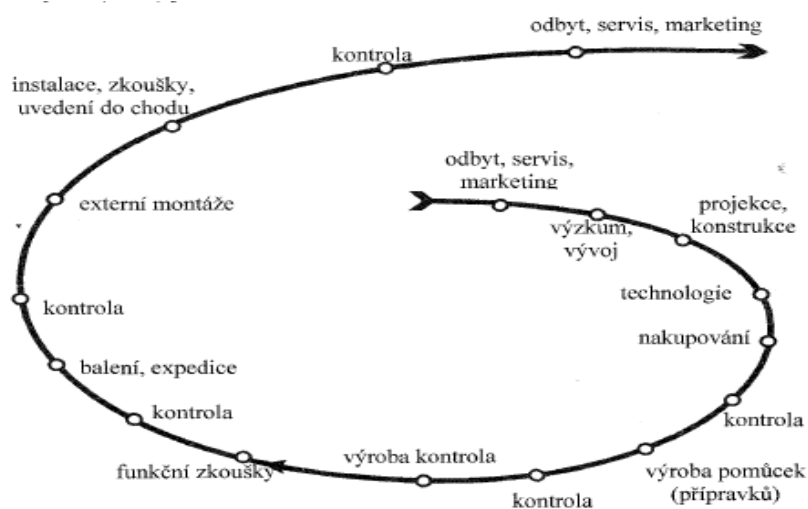 odbyt, servis, marketing
kontrola
instalace, zkoušky,
uvedení do chodu
externí montáže
kontrola
balení, expedice
kontrola
funkční zkoušky
výroba kontrola
kontrola
výroba pomůcek
(přípravků)
kontrola
nakupování
technologie
projekce,
konstrukce
výzkum,
vývoj
odbyt, servis,
marketing